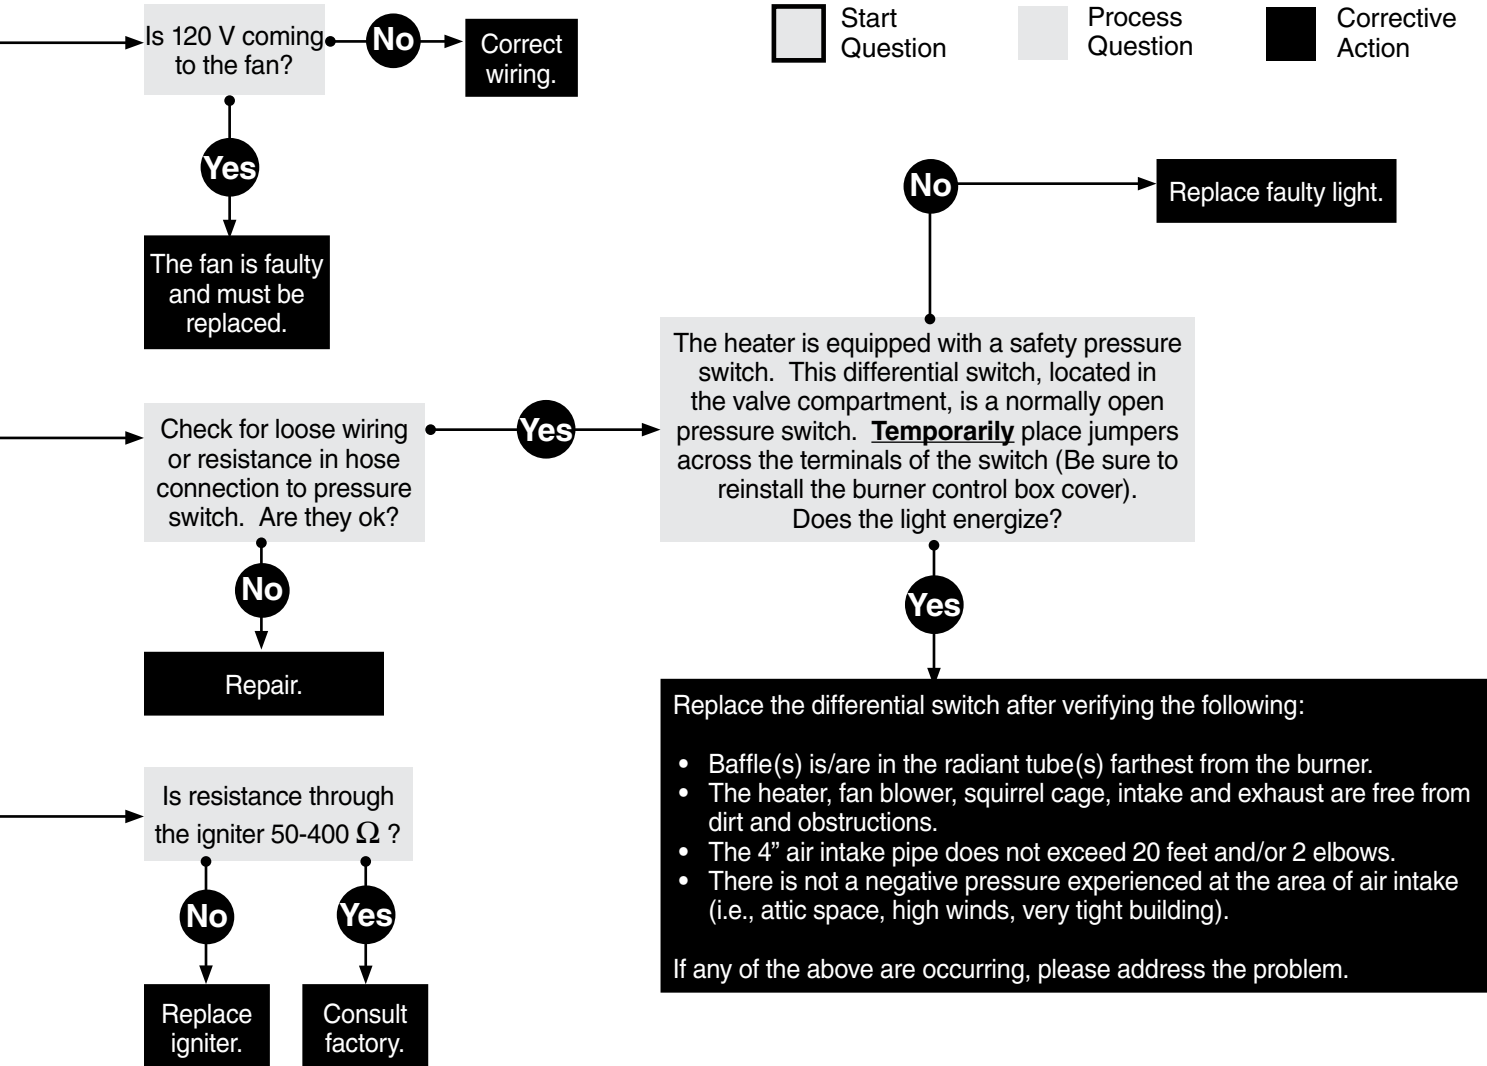 Is 120 V coming
to the fan?
No
Correct
wiring.
Start
Question
Process
Question
Corrective
Action
Yes
The fan is faulty
and must be
replaced.
No
Replace faulty light.
Check for loose wiring
or resistance in hose
connection to pressure
switch. Are they ok?
Yes
The heater is equipped with a safety pressure
switch. This differential switch, located in
the valve compartment, is a normally open
pressure switch. Temporarily place jumpers
across the terminals of the switch (Be sure to
reinstall the burner control box cover).
Does the light energize?
No
Repair.
Yes
Replace the differential switch after verifying the following:
• Baffle(s) is/are in the radiant tube(s) farthest from the burner.
• The heater, fan blower, squirrel cage, intake and exhaust are free from
dirt and obstructions.
• The 4” air intake pipe does not exceed 20 feet and/or 2 elbows.
• There is not a negative pressure experienced at the area of air intake
(i.e., attic space, high winds, very tight building).
If any of the above are occurring, please address the problem.
Is resistance through
the igniter 50-400 Ω ?
No
Yes
Replace
igniter.
Consult
factory.